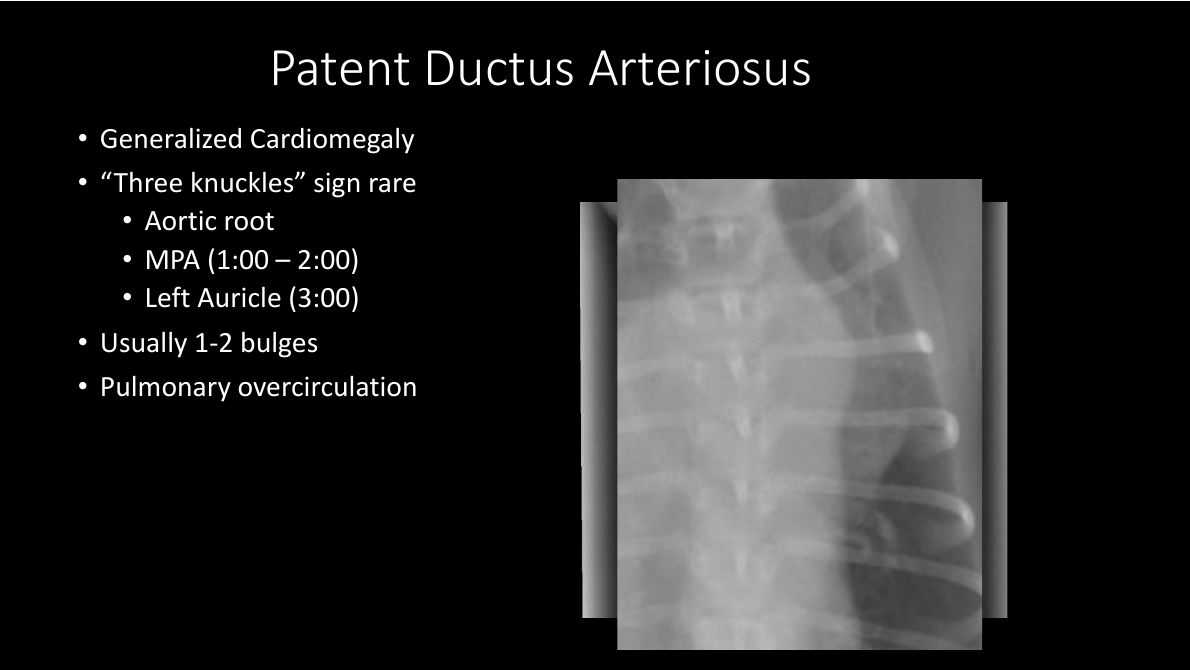 Patent Ductus Arteriosus
• Generalized Cardiomegaly
• “Three knuckles” sign rare
• Aortic root
• MPA (1:00 – 2:00)
• Left Auricle (3:00)
• Usually 1-2 bulges
• Pulmonary overcirculation